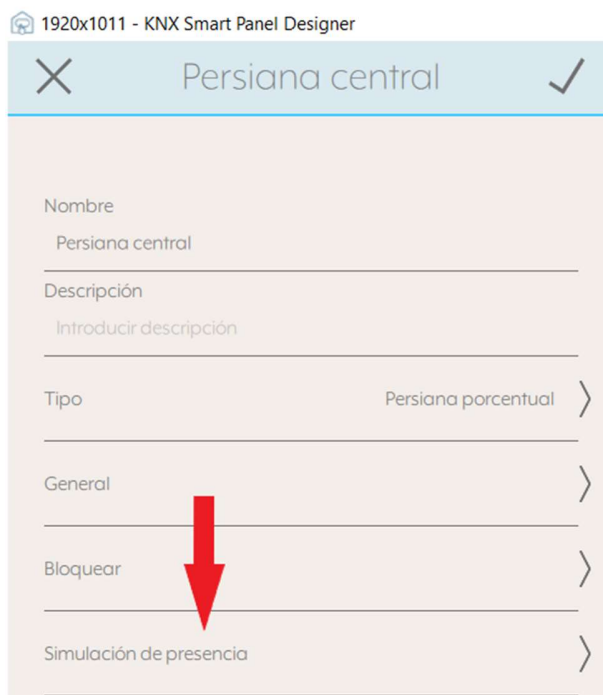 1920x1011 - KNX Smart Panel Designer
Persiana central
Nombre
Persiana central
Descripción
Introducir descripción
Tipo Persiana porcentual
General
Bloquear
Simulación de presencia